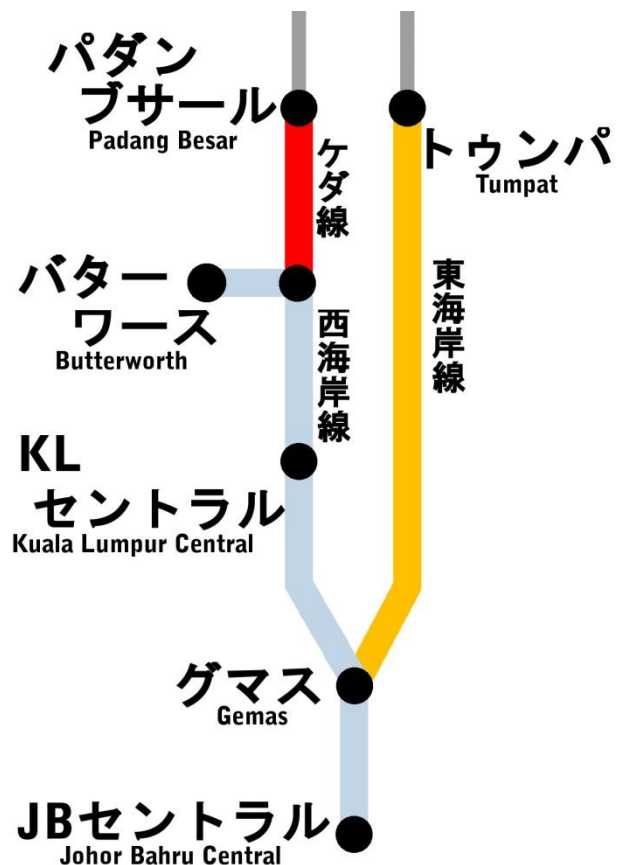 パダン
ブサール
Padang Besar
トゥンパ
Tumpat
ケダ線
バター
ワース
Butterworth
東海岸線
西海岸線
KL
セントラル
Kuala Lumpur Central
グマス
Gemas
JBセントラル
Johor Bahru Central